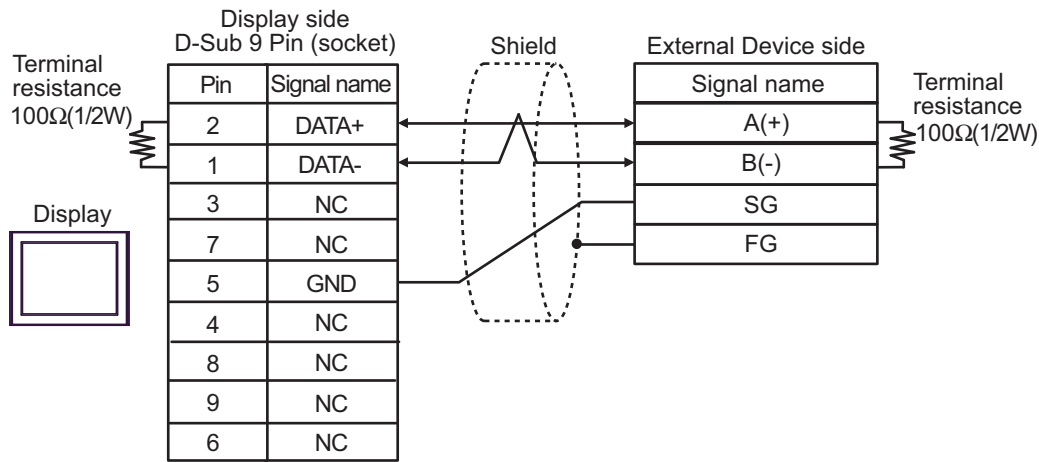 Display side
D-Sub 9 Pin (socket)
Shield
External Device side
Terminal
resistance
100Ω(1/2W)
Pin Signal name
2 DATA+
1 DATA-
3 NC
7 NC
5 GND
4 NC
8 NC
9 NC
6 NC
Display
Signal name
A(+)
B(-)
SG
FG
Terminal
resistance
100Ω(1/2W)